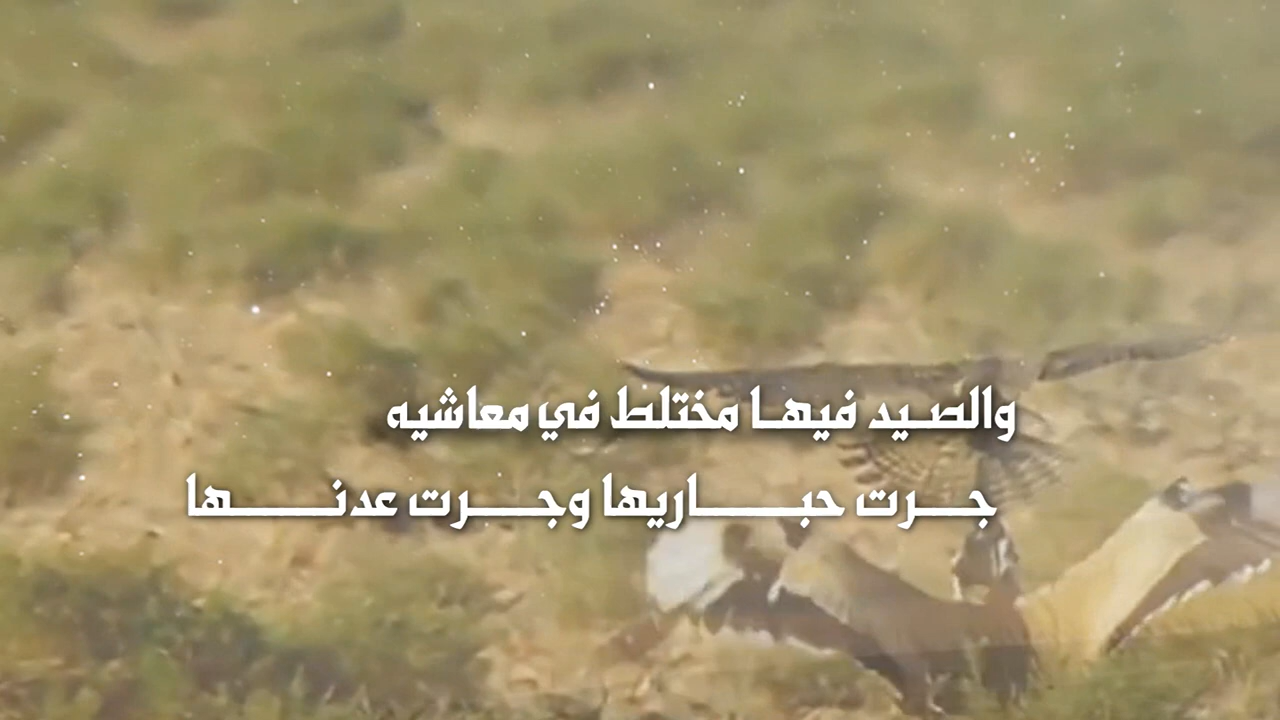 والصيد فيها مختلط في معاشيه
جرت حباريها وجرت عدنها